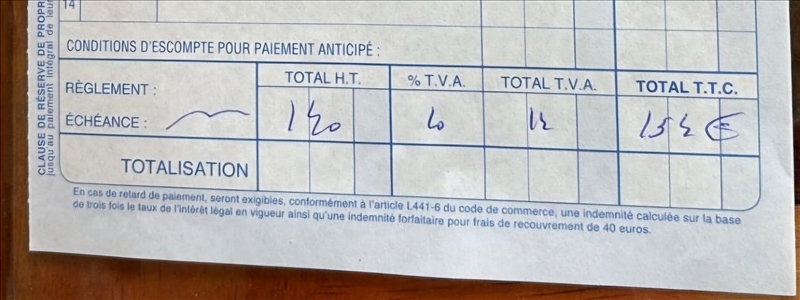 CLAUSE DE RÉSERVE DE PROPR
jusqu'au paiement intégral de leur
14
CONDITIONS D'ESCOMPTE POUR PAIEMENT ANTICIPÉ :
RÈGLEMENT : TOTAL H.T. % T.V.A. TOTAL T.V.A. TOTAL T.T.C.
ÉCHÉANCE : 140 10 14 154 €
TOTALISATION
En cas de retard de paiement, seront exigibles, conformément à l'article L441-6 du code de commerce, une indemnité calculée sur la base
de trois fois le taux de l'intérêt légal en vigueur ainsi qu'une indemnité forfaitaire pour frais de recouvrement de 40 euros.